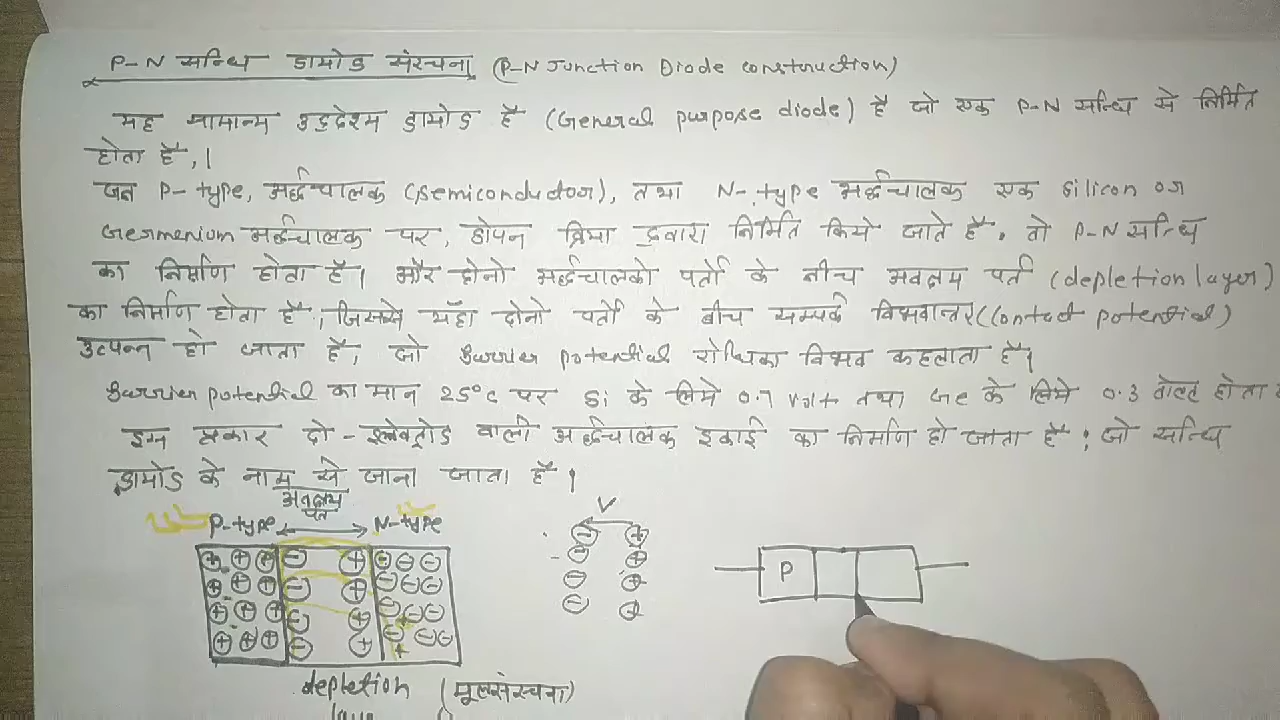 P-N सन्धि डायोड संरचना (P-N Junction Diode construction)
यह सामान्य उद्देश्य डायोड है (General purpose diode) है जो एक P-N सन्धि से निर्मित
होता है,।
जब P-type, अर्द्धचालक (semiconductor), तथा N-type अर्द्धचालक एक silicon or
Germenium अर्द्धचालक पर, डोपन क्रिया द्वारा निर्मित किये जाते है। तो P-N सन्धि
का निर्माण होता है। और दोनो अर्द्धचालको पर्तो के बीच अवक्षय पर्त (depletion layer)
का निर्माण होता है, जिससे यहाँ दोनो पर्तो के बीच सम्पर्क विभवान्तर (Contact potential)
उत्पन्न हो जाता है, जो Barrier potential रोधिका विभव कहलाता है।
Barrier potential का मान 25°c पर si के लिये 0.7 volt तथा Ge के लिये 0.3 वोल्ट होता
इस प्रकार दो-इलेक्ट्रोड वाली अर्द्धचालक इकाई का निर्माण हो जाता है, जो सन्धि
डायोड के नाम से जाना जाता है।
अवक्षय
पर्त
P-type N-type
V
P
depletion (मूलसंरचना)